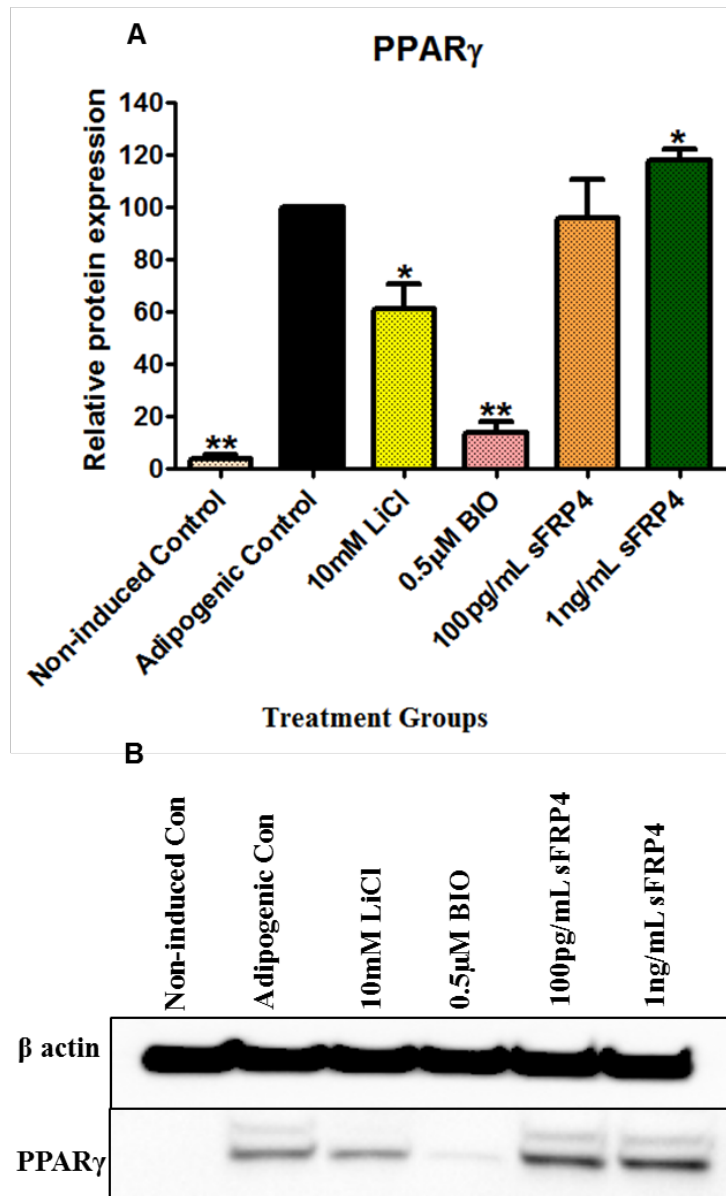 A
PPARγ
Relative protein expression
140
120
100
80
60
40
20
0
**
*
**
*
Non-induced Control
Adipogenic Control
10mM LiCl
0.5µM BIO
100pg/mL sFRP4
1ng/mL sFRP4
Treatment Groups
B
Non-induced Con
Adipogenic Con
10mM LiCl
0.5µM BIO
100pg/mL sFRP4
1ng/mL sFRP4
β actin
PPARγ